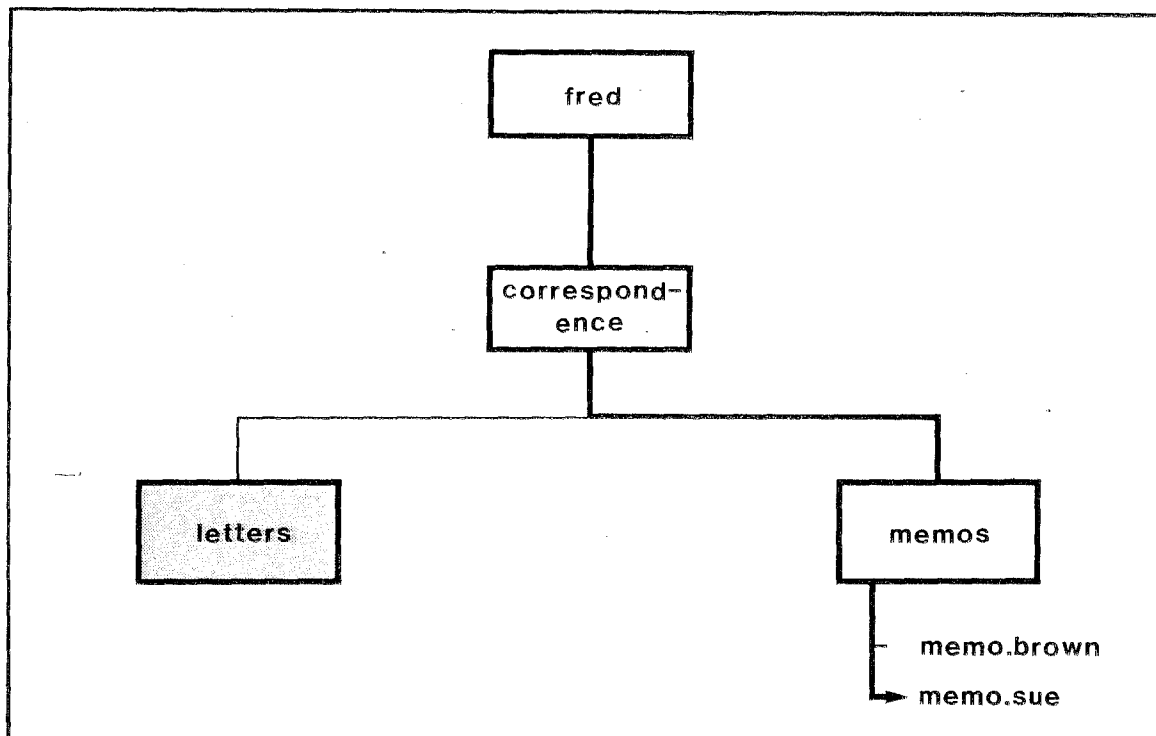 fred
correspond-
ence
letters
memos
memo.brown
memo.sue